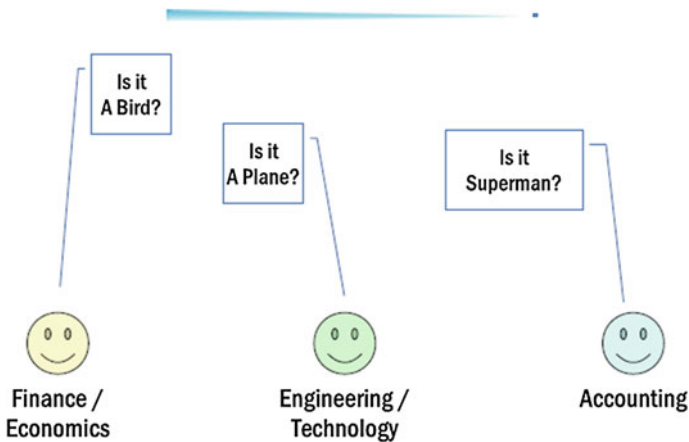 Is it
A Bird?
Is it
A Plane?
Is it
Superman?
Finance /
Economics
Engineering /
Technology
Accounting